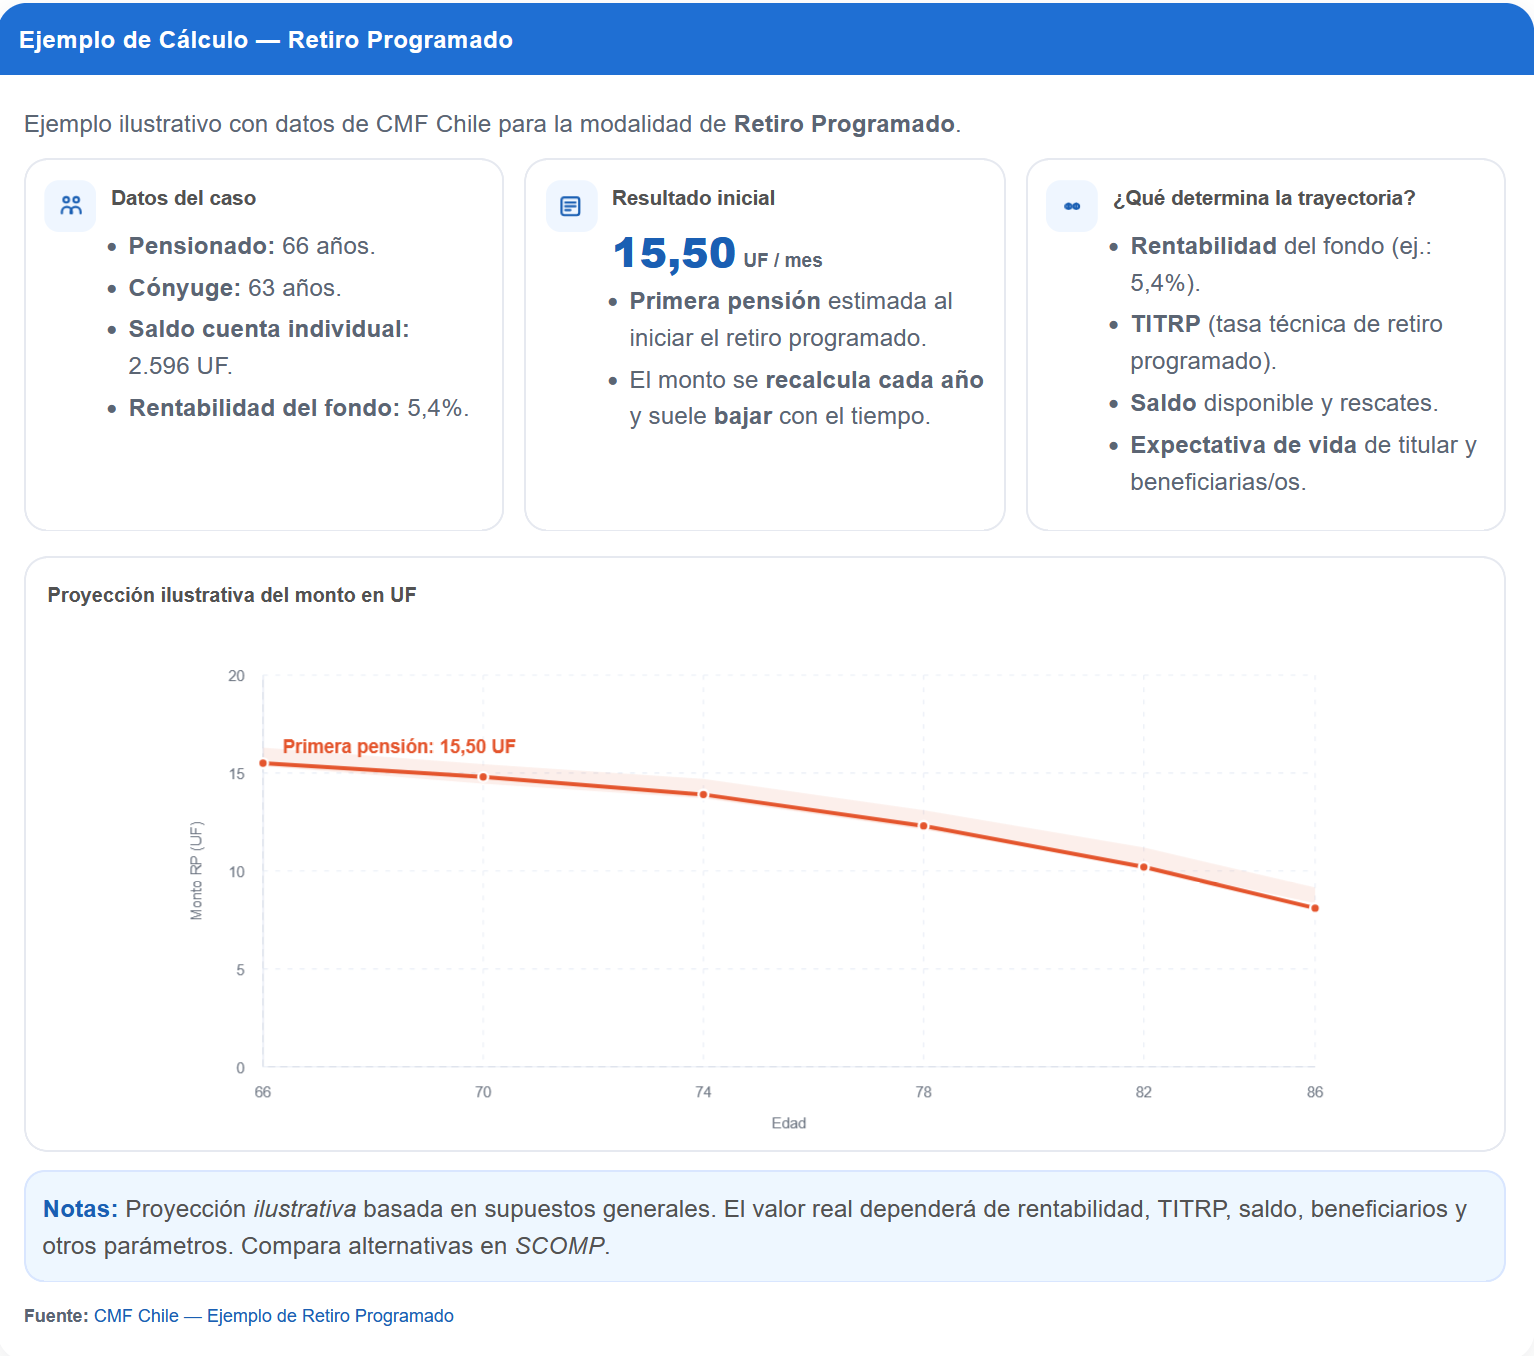 Ejemplo de Cálculo — Retiro Programado
Ejemplo ilustrativo con datos de CMF Chile para la modalidad de Retiro Programado.
Datos del caso
• Pensionado: 66 años.
• Cónyuge: 63 años.
• Saldo cuenta individual:
2.596 UF.
• Rentabilidad del fondo: 5,4%.
Resultado inicial
15,50 UF / mes
• Primera pensión estimada al
iniciar el retiro programado.
• El monto se recalcula cada año
y suele bajar con el tiempo.
¿Qué determina la trayectoria?
• Rentabilidad del fondo (ej.:
5,4%).
• TITRP (tasa técnica de retiro
programado).
• Saldo disponible y rescates.
• Expectativa de vida de titular y
beneficiarias/os.
Proyección ilustrativa del monto en UF
20
15
10
5
0
Monto RP (UF)
Primera pensión: 15,50 UF
66 70 74 78 82 86
Edad
Notas: Proyección ilustrativa basada en supuestos generales. El valor real dependerá de rentabilidad, TITRP, saldo, beneficiarios y
otros parámetros. Compara alternativas en SCOMP.
Fuente: CMF Chile — Ejemplo de Retiro Programado